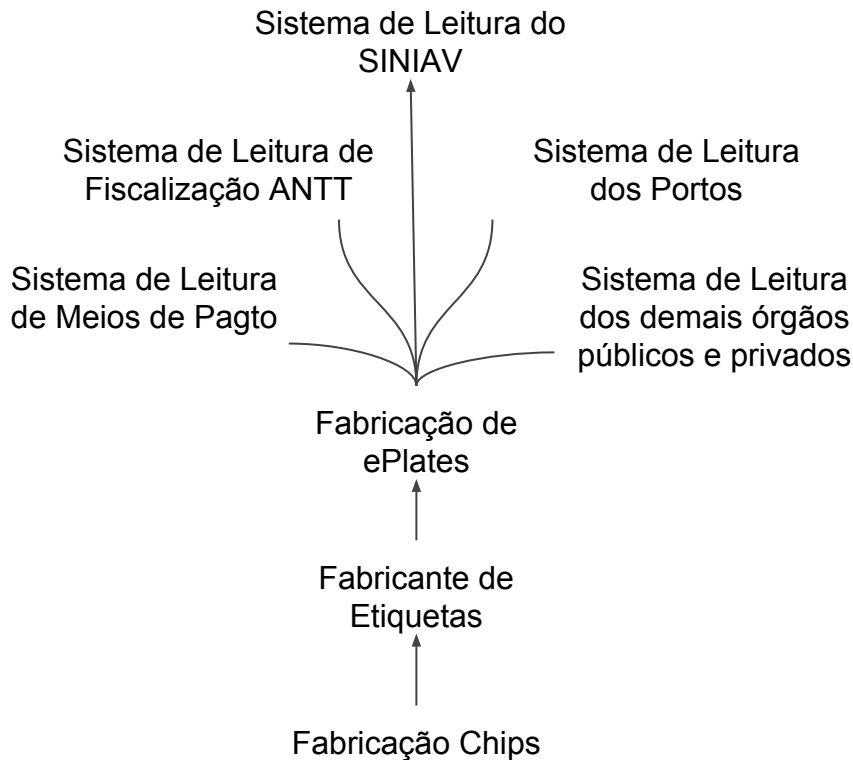 Sistema de Leitura do
SINIAV
Sistema de Leitura de
Fiscalização ANTT
Sistema de Leitura
dos Portos
Sistema de Leitura
de Meios de Pagto
Sistema de Leitura
dos demais órgãos
públicos e privados
Fabricação de
ePlates
Fabricante de
Etiquetas
Fabricação Chips